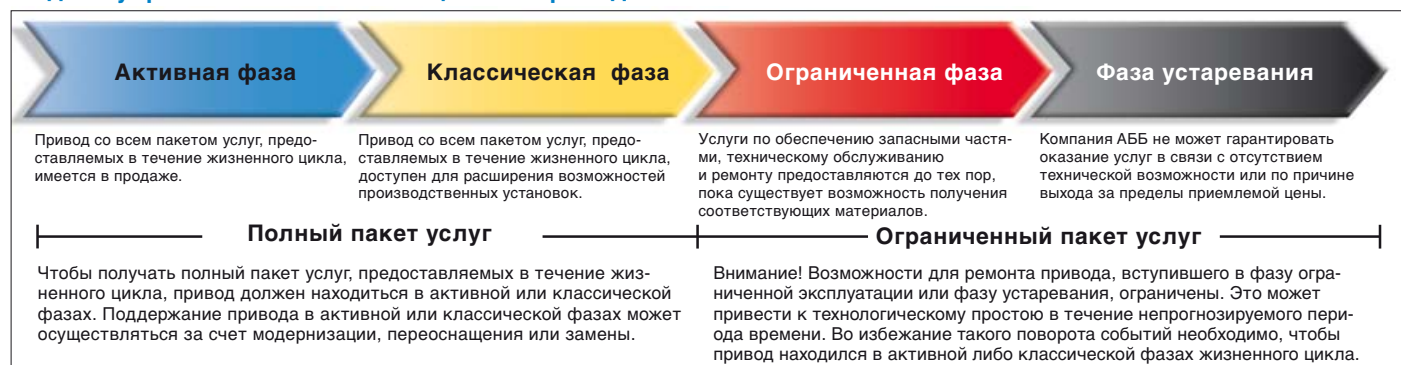 Активная фаза
Классическая фаза
Ограниченная фаза
Фаза устаревания
Привод со всем пакетом услуг, предо-
ставляемых в течение жизненного цикла,
имеется в продаже.
Привод со всем пакетом услуг, предо-
ставляемых в течение жизненного цикла,
доступен для расширения возможностей
производственных установок.
Услуги по обеспечению запасными частя-
ми, техническому обслуживанию
и ремонту предоставляются до тех пор,
пока существует возможность получения
соответствующих материалов.
Компания АББ не может гарантировать
оказание услуг в связи с отсутствием
технической возможности или по причине
выхода за пределы приемлемой цены.
Полный пакет услуг
Ограниченный пакет услуг
Чтобы получать полный пакет услуг, предоставляемых в течение жиз-
ненного цикла, привод должен находиться в активной или классической
фазах. Поддержание привода в активной или классической фазах может
осуществляться за счет модернизации, переоснащения или замены.
Внимание! Возможности для ремонта привода, вступившего в фазу огра-
ниченной эксплуатации или фазу устаревания, ограничены. Это может
привести к технологическому простою в течение непрогнозируемого пери-
ода времени. Во избежание такого поворота событий необходимо, чтобы
привод находился в активной либо классической фазах жизненного цикла.